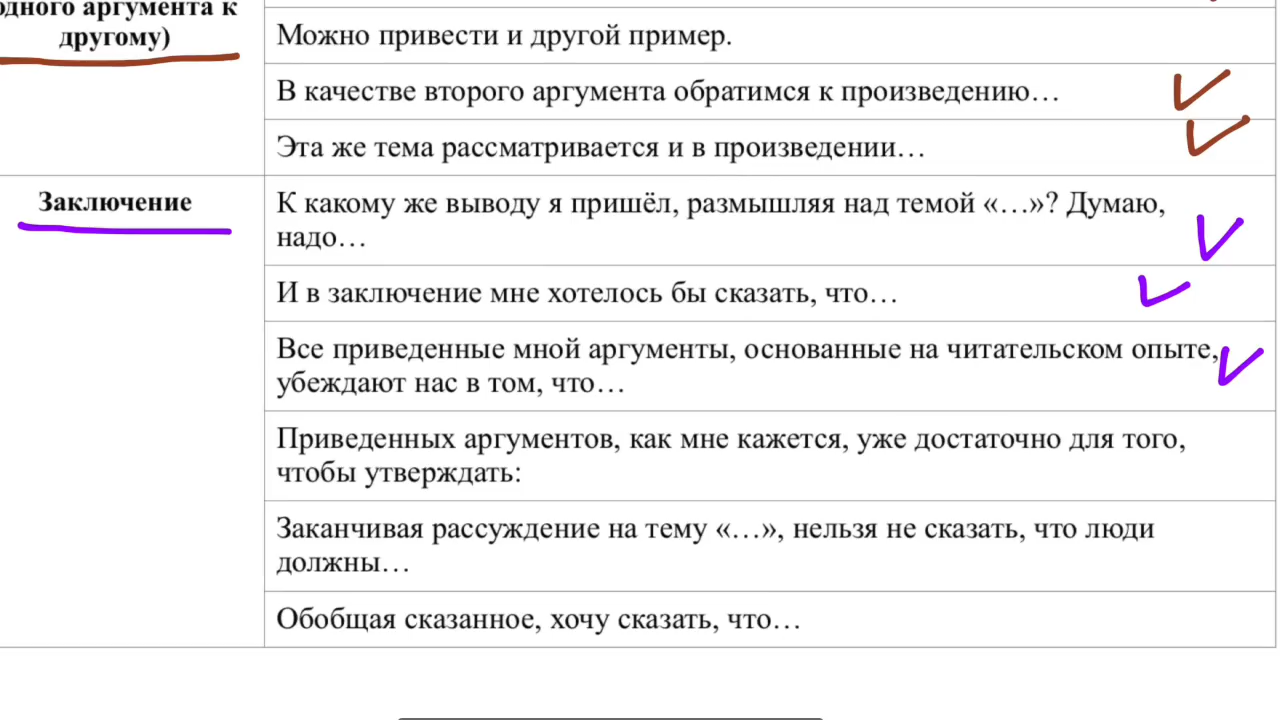 одного аргумента к
другому)
Можно привести и другой пример.
В качестве второго аргумента обратимся к произведению…
Эта же тема рассматривается и в произведении…
Заключение
К какому же выводу я пришёл, размышляя над темой «…»? Думаю,
надо…
И в заключение мне хотелось бы сказать, что…
Все приведенные мной аргументы, основанные на читательском опыте,
убеждают нас в том, что…
Приведенных аргументов, как мне кажется, уже достаточно для того,
чтобы утверждать:
Заканчивая рассуждение на тему «…», нельзя не сказать, что люди
должны…
Обобщая сказанное, хочу сказать, что…